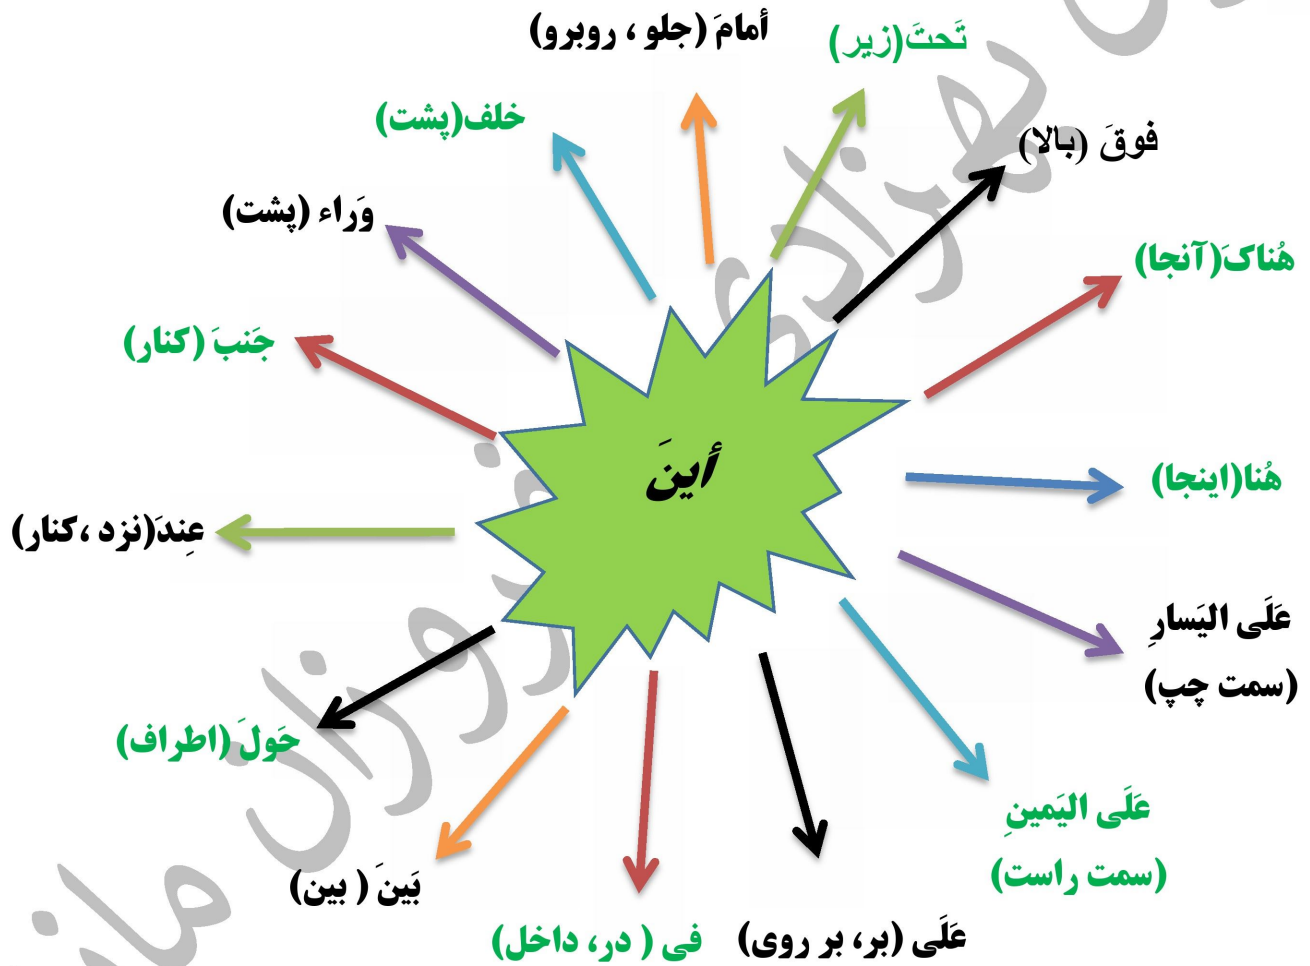 أمامَ (جلو ، روبرو)
تَحتَ(زیر)
خلف(پشت)
فوقَ (بالا)
وَراء (پشت)
هُناکَ(آنجا)
جَنبَ (کنار)
أینَ
هُنا(اینجا)
عِندَ(نزد ،کنار)
عَلَی الیَسارِ
(سمت چپ)
حَولَ (اطراف)
عَلَی الیَمینِ
(سمت راست)
بَینَ ( بین)
عَلَی (بر، بر روی)
فی ( در، داخل)